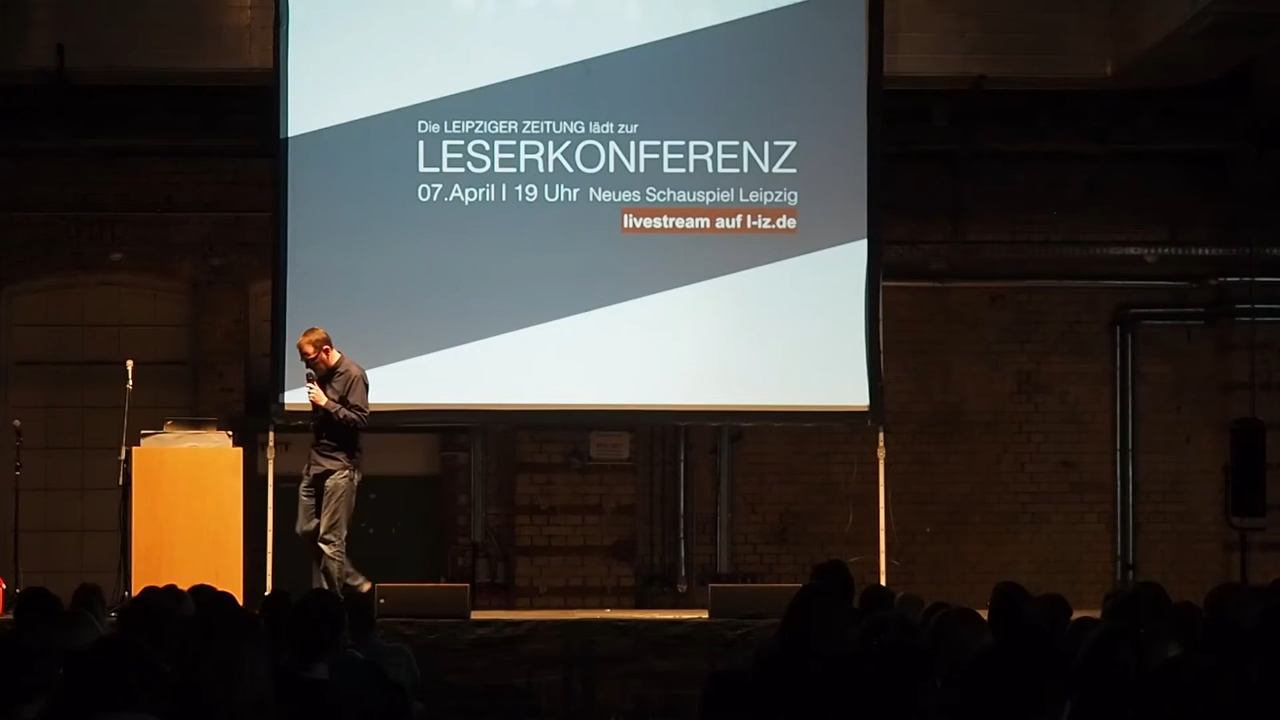 Die LEIPZIGER ZEITUNG lädt zur
LESERKONFERENZ
07.April I 19 Uhr Neues Schauspiel Leipzig
livestream auf l-iz.de